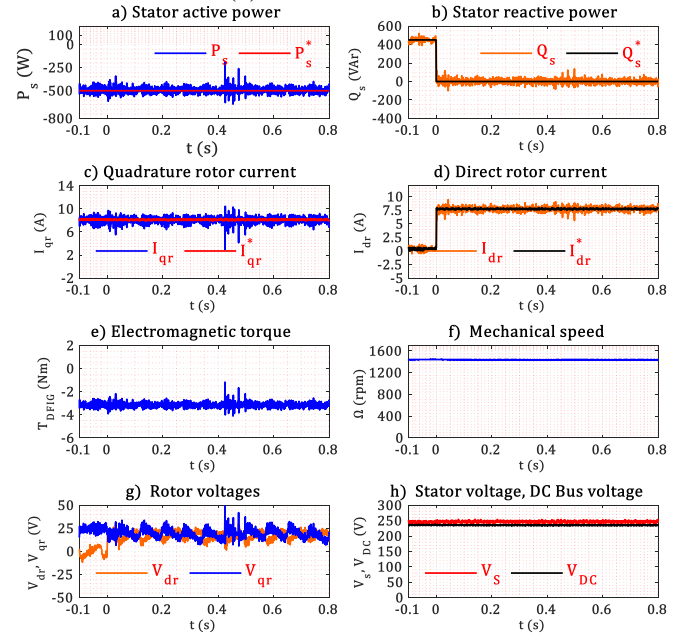 a) Stator active power
100
0
-200
-500
-800
P_s (W)
P_s
P_s^*
-0.1 0 0.2 0.4 0.6 0.8
t (s)
b) Stator reactive power
600
400
200
0
-200
-400
Q_s (VAr)
Q_s
Q_s^*
-0.1 0 0.2 0.4 0.6 0.8
t (s)
c) Quadrature rotor current
14
10
6
2
-2
I_qr (A)
I_qr
I_qr^*
-0.1 0 0.2 0.4 0.6 0.8
t (s)
d) Direct rotor current
10
7.5
5
2.5
0
-2.5
-5
I_dr (A)
I_dr
I_dr^*
-0.1 0 0.2 0.4 0.6 0.8
t (s)
e) Electromagnetic torque
2
0
-2
-4
-6
T_DFIG (Nm)
-0.1 0 0.2 0.4 0.6 0.8
t (s)
f) Mechanical speed
1600
1200
800
400
0
Ω (rpm)
-0.1 0 0.2 0.4 0.6 0.8
t (s)
g) Rotor voltages
50
25
0
-25
-50
V_dr, V_qr (V)
V_dr
V_qr
-0.1 0 0.2 0.4 0.6 0.8
t (s)
h) Stator voltage, DC Bus voltage
300
250
200
150
100
50
0
V_s, V_DC (V)
V_S
V_DC
-0.1 0 0.2 0.4 0.6 0.8
t (s)